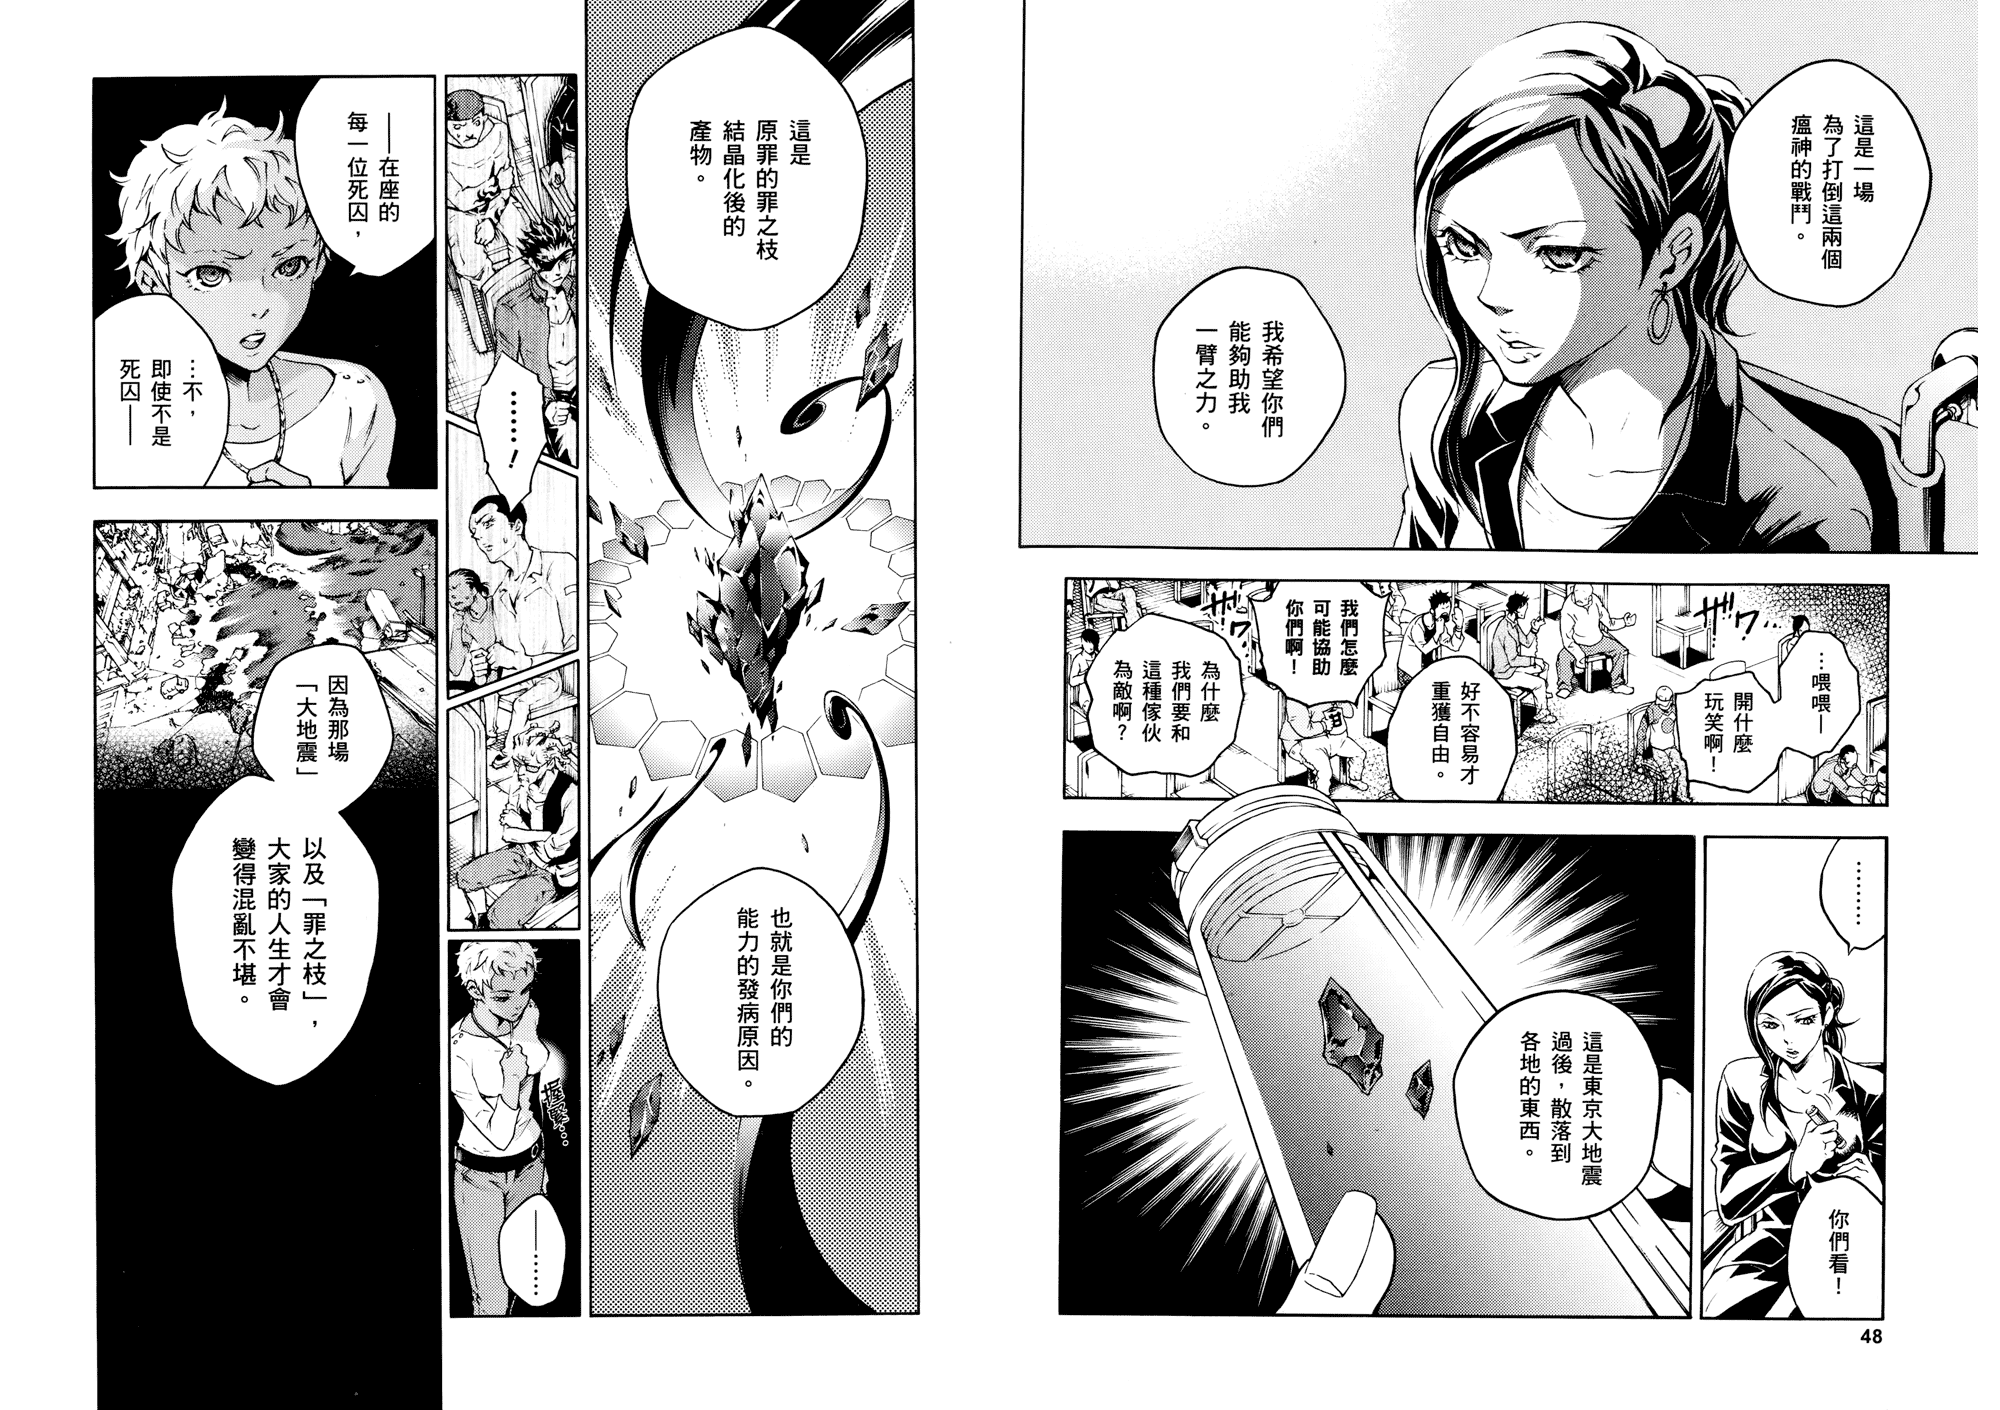 這是一場
為了打倒這兩個
瘟神的戰鬥。
我希望你們
能夠助我
一臂之力。
…喂喂—
開什麼
玩笑啊！
ザワ…
好不容易才
重獲自由。
我們怎麼
可能協助
你們啊！
ザワ
為什麼
我們要和
這種傢伙
為敵啊？
………
你們看！
這是東京大地震
過後，散落到
各地的東西。
48
這是
原罪的罪之枝
結晶化後的
產物。
也就是你們的
能力的發病原因。
……！
握緊…
——……
——在座的
每一位死囚，
…不，
即使不是
死囚——
因為那場
「大地震」
以及「罪之枝」，
大家的人生才會
變得混亂不堪。